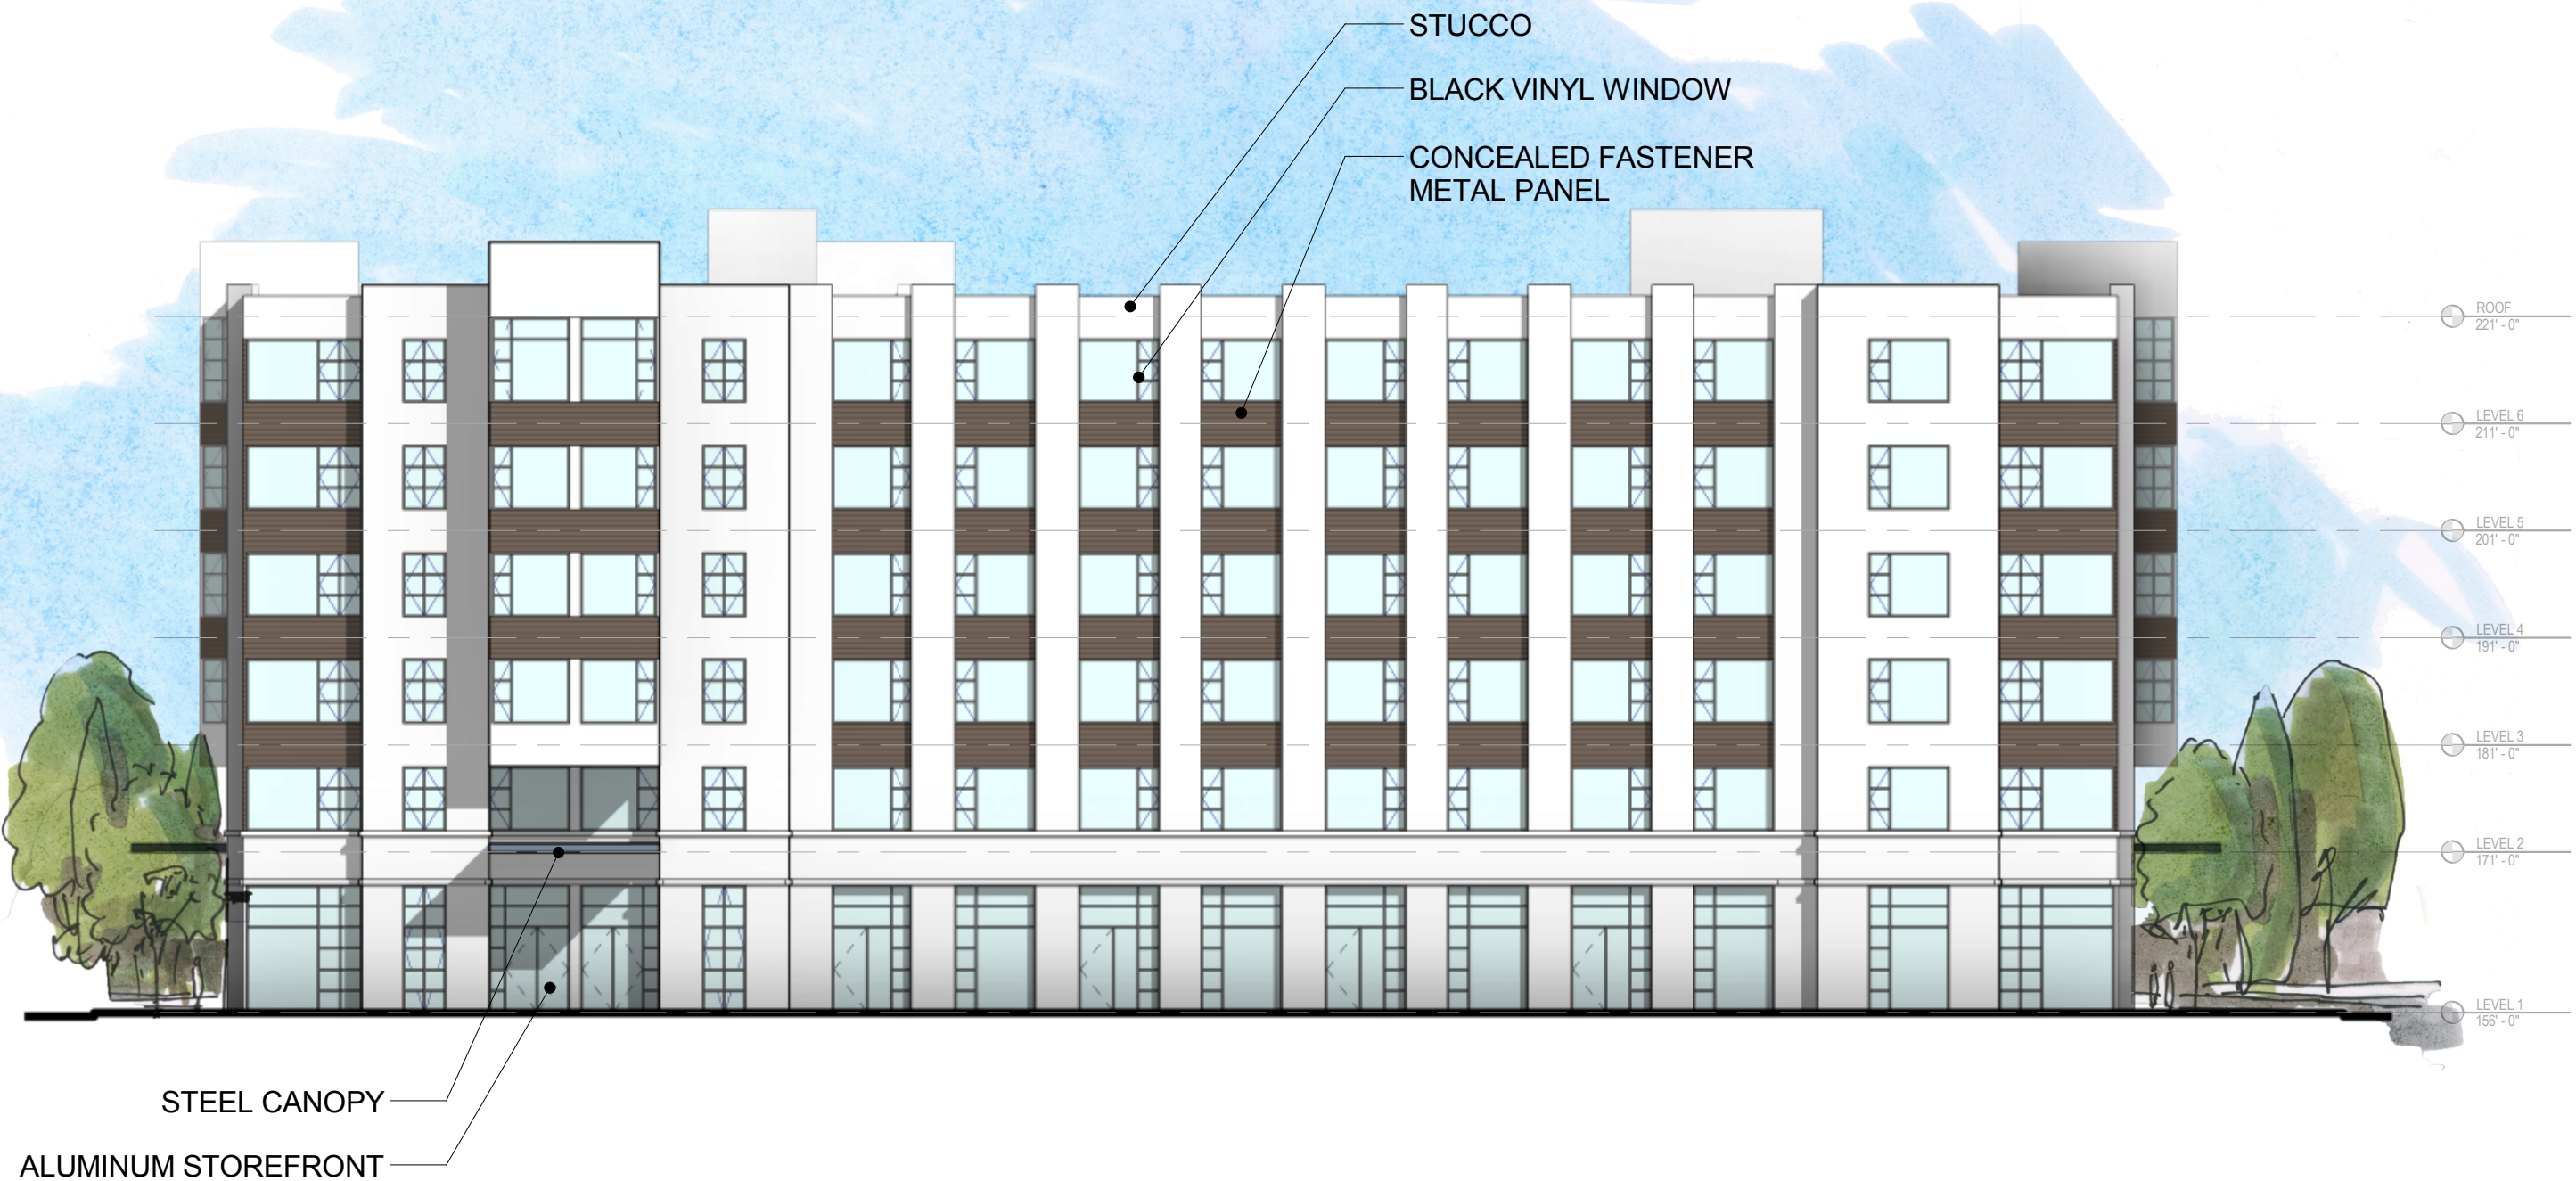 STUCCO
BLACK VINYL WINDOW
CONCEALED FASTENER
METAL PANEL
ROOF
221' - 0"
LEVEL 6
211' - 0"
LEVEL 5
201' - 0"
LEVEL 4
191' - 0"
LEVEL 3
181' - 0"
LEVEL 2
171' - 0"
LEVEL 1
156' - 0"
STEEL CANOPY
ALUMINUM STOREFRONT